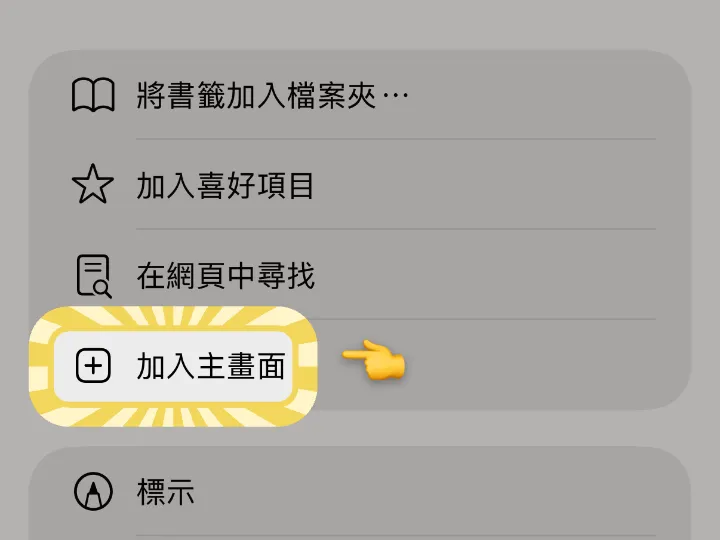 將書籤加入檔案夾⋯
加入喜好項目
在網頁中尋找
加入主畫面
標示